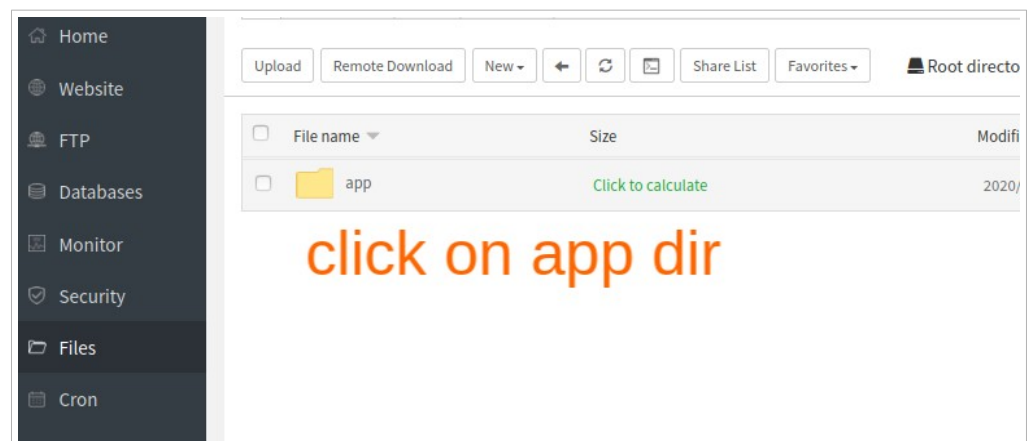 Home
Website
FTP
Databases
Monitor
Security
Files
Cron
Upload Remote Download New Share List Favorites Root directo
File name Size Modifi
app Click to calculate 2020/
click on app dir